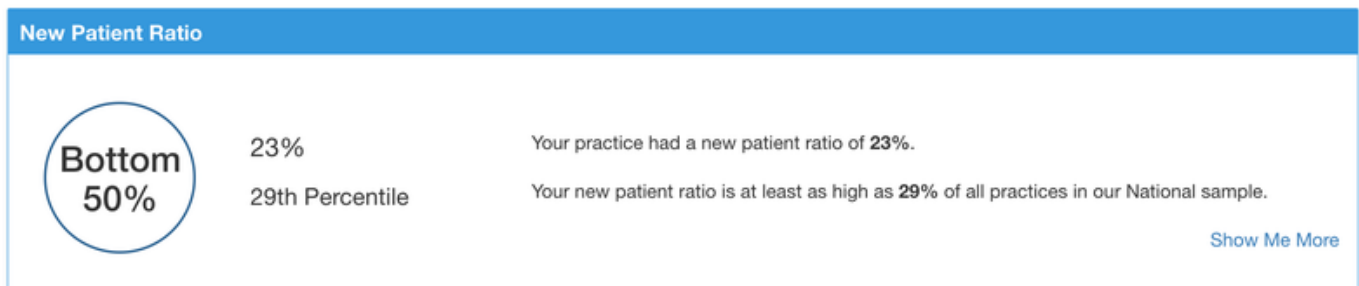 New Patient Ratio
Bottom
50%
23%
29th Percentile
Your practice had a new patient ratio of 23%.
Your new patient ratio is at least as high as 29% of all practices in our National sample.
Show Me More